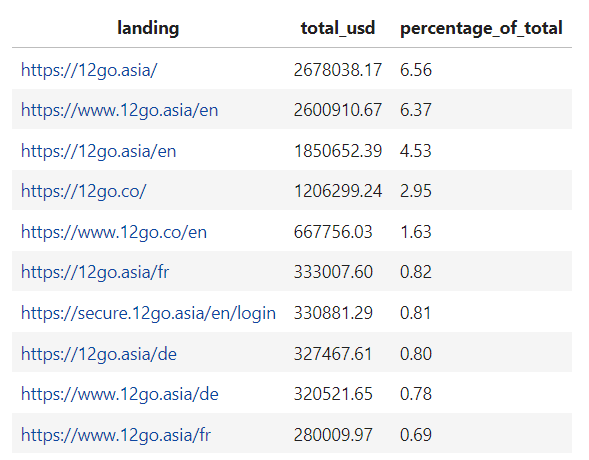 landing total_usd percentage_of_total
https://12go.asia/ 2678038.17 6.56
https://www.12go.asia/en 2600910.67 6.37
https://12go.asia/en 1850652.39 4.53
https://12go.co/ 1206299.24 2.95
https://www.12go.co/en 667756.03 1.63
https://12go.asia/fr 333007.60 0.82
https://secure.12go.asia/en/login 330881.29 0.81
https://12go.asia/de 327467.61 0.80
https://www.12go.asia/de 320521.65 0.78
https://www.12go.asia/fr 280009.97 0.69